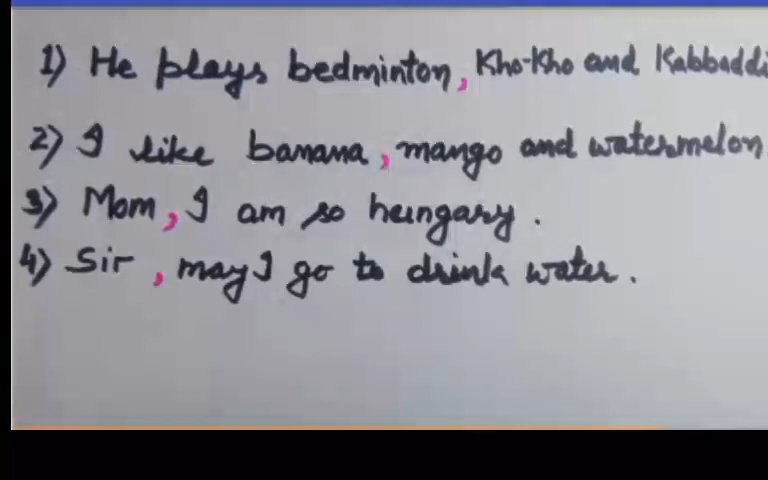 1) He plays bedminton, Kho-Kho and Kabbaddi
2) I like banana, mango and watermelon
3) Mom, I am so hungary.
4) Sir, may I go to drink water.